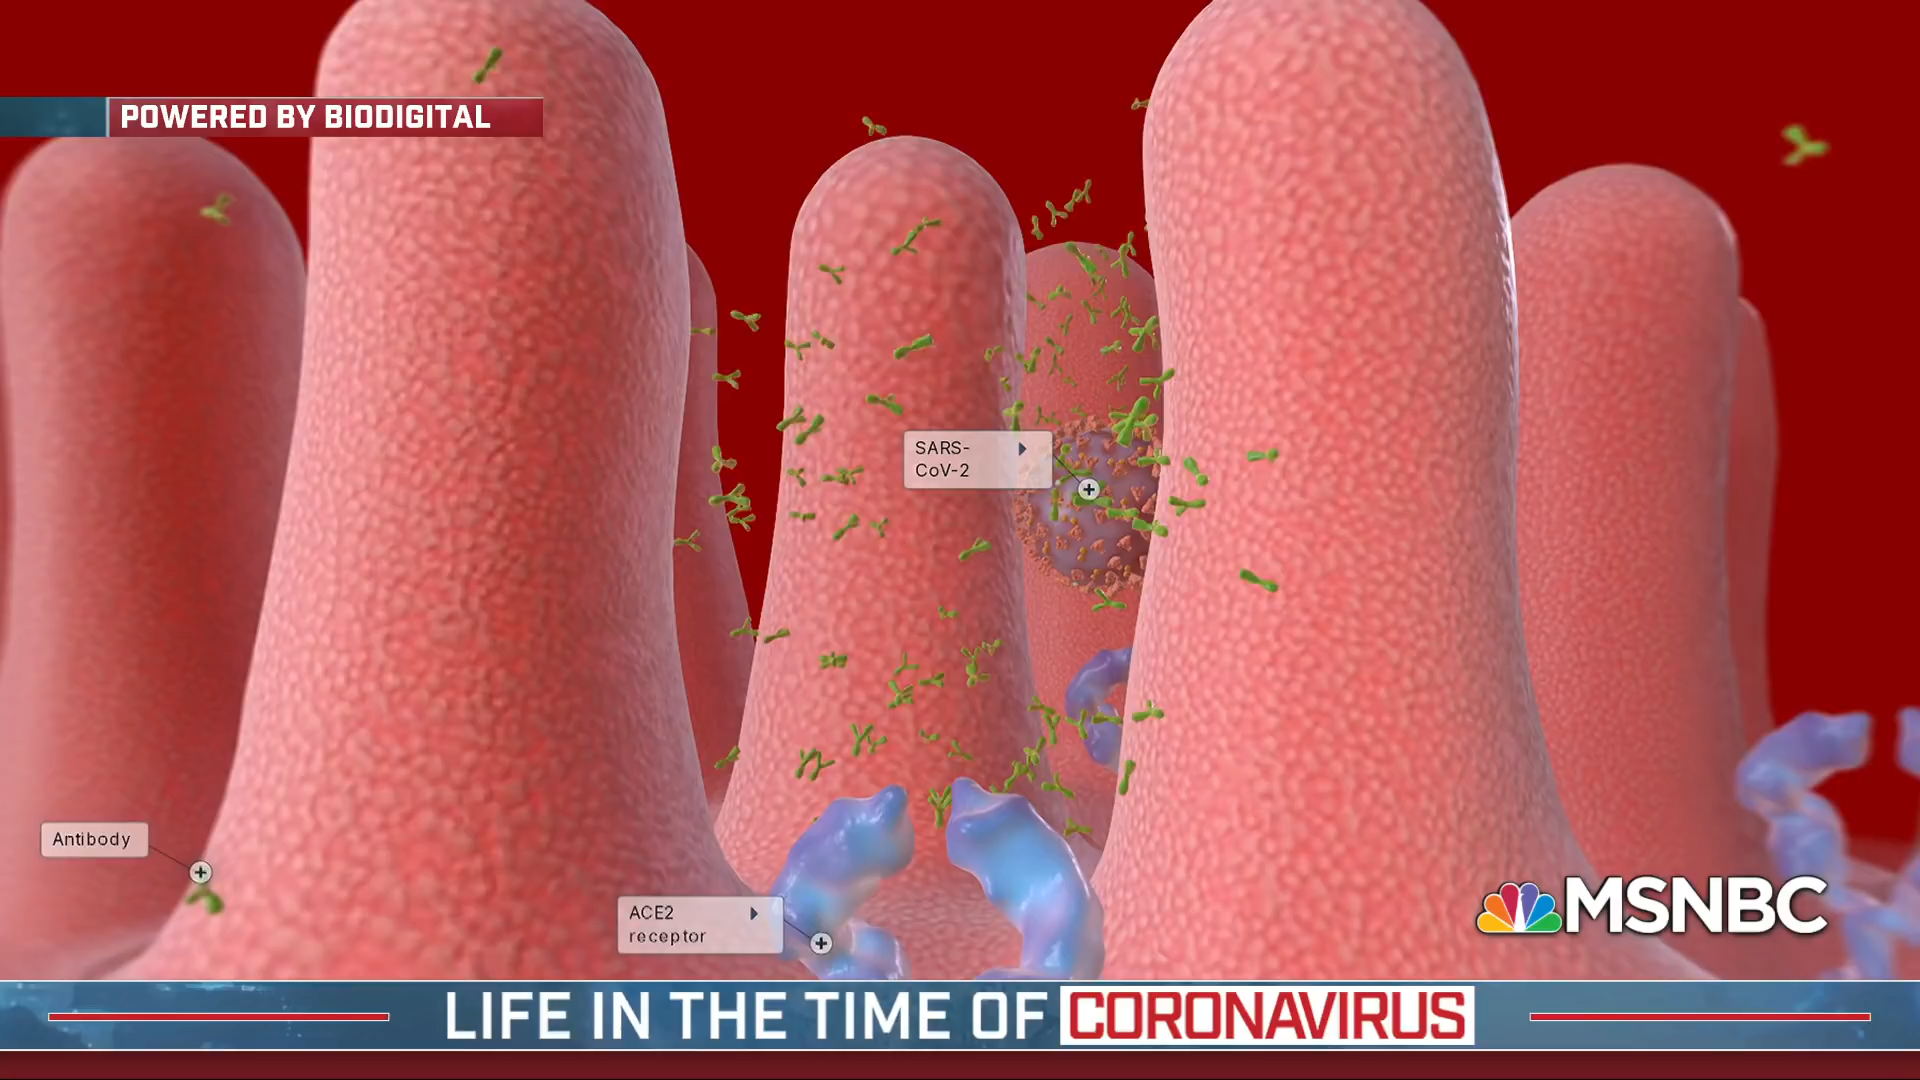 POWERED BY BIODIGITAL
SARS-
CoV-2
Antibody
ACE2
receptor
MSNBC
LIFE IN THE TIME OF CORONAVIRUS